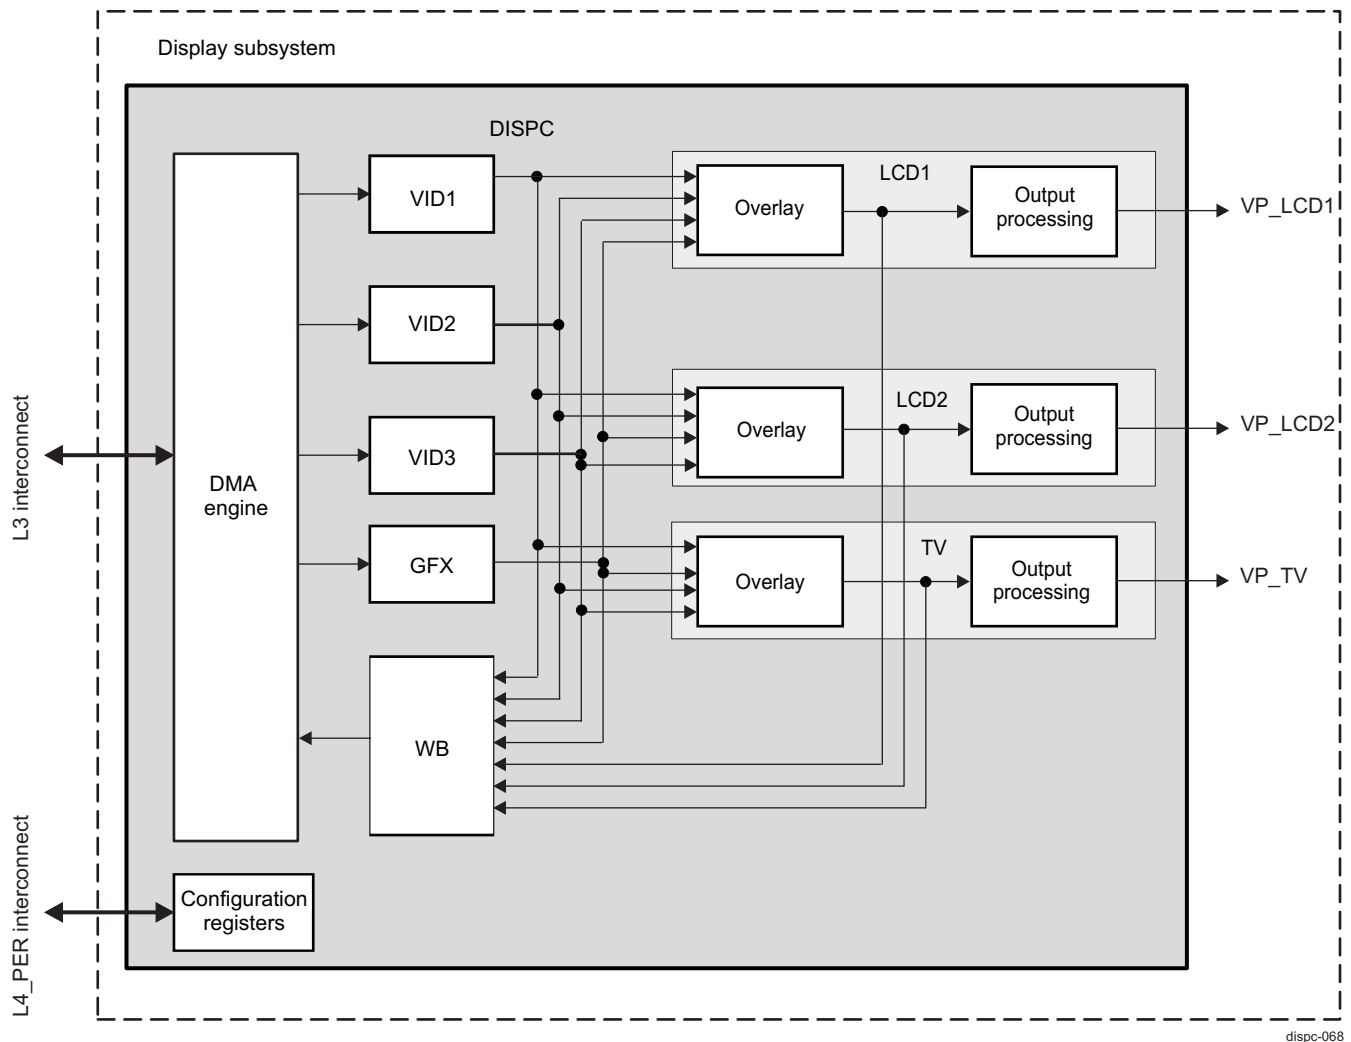 Display subsystem
DISPC
VID1
VID2
VID3
GFX
WB
DMA
engine
Configuration
registers
L3 interconnect
L4_PER interconnect
Overlay
LCD1
Output
processing
VP_LCD1
Overlay
LCD2
Output
processing
VP_LCD2
Overlay
TV
Output
processing
VP_TV
dispc-068